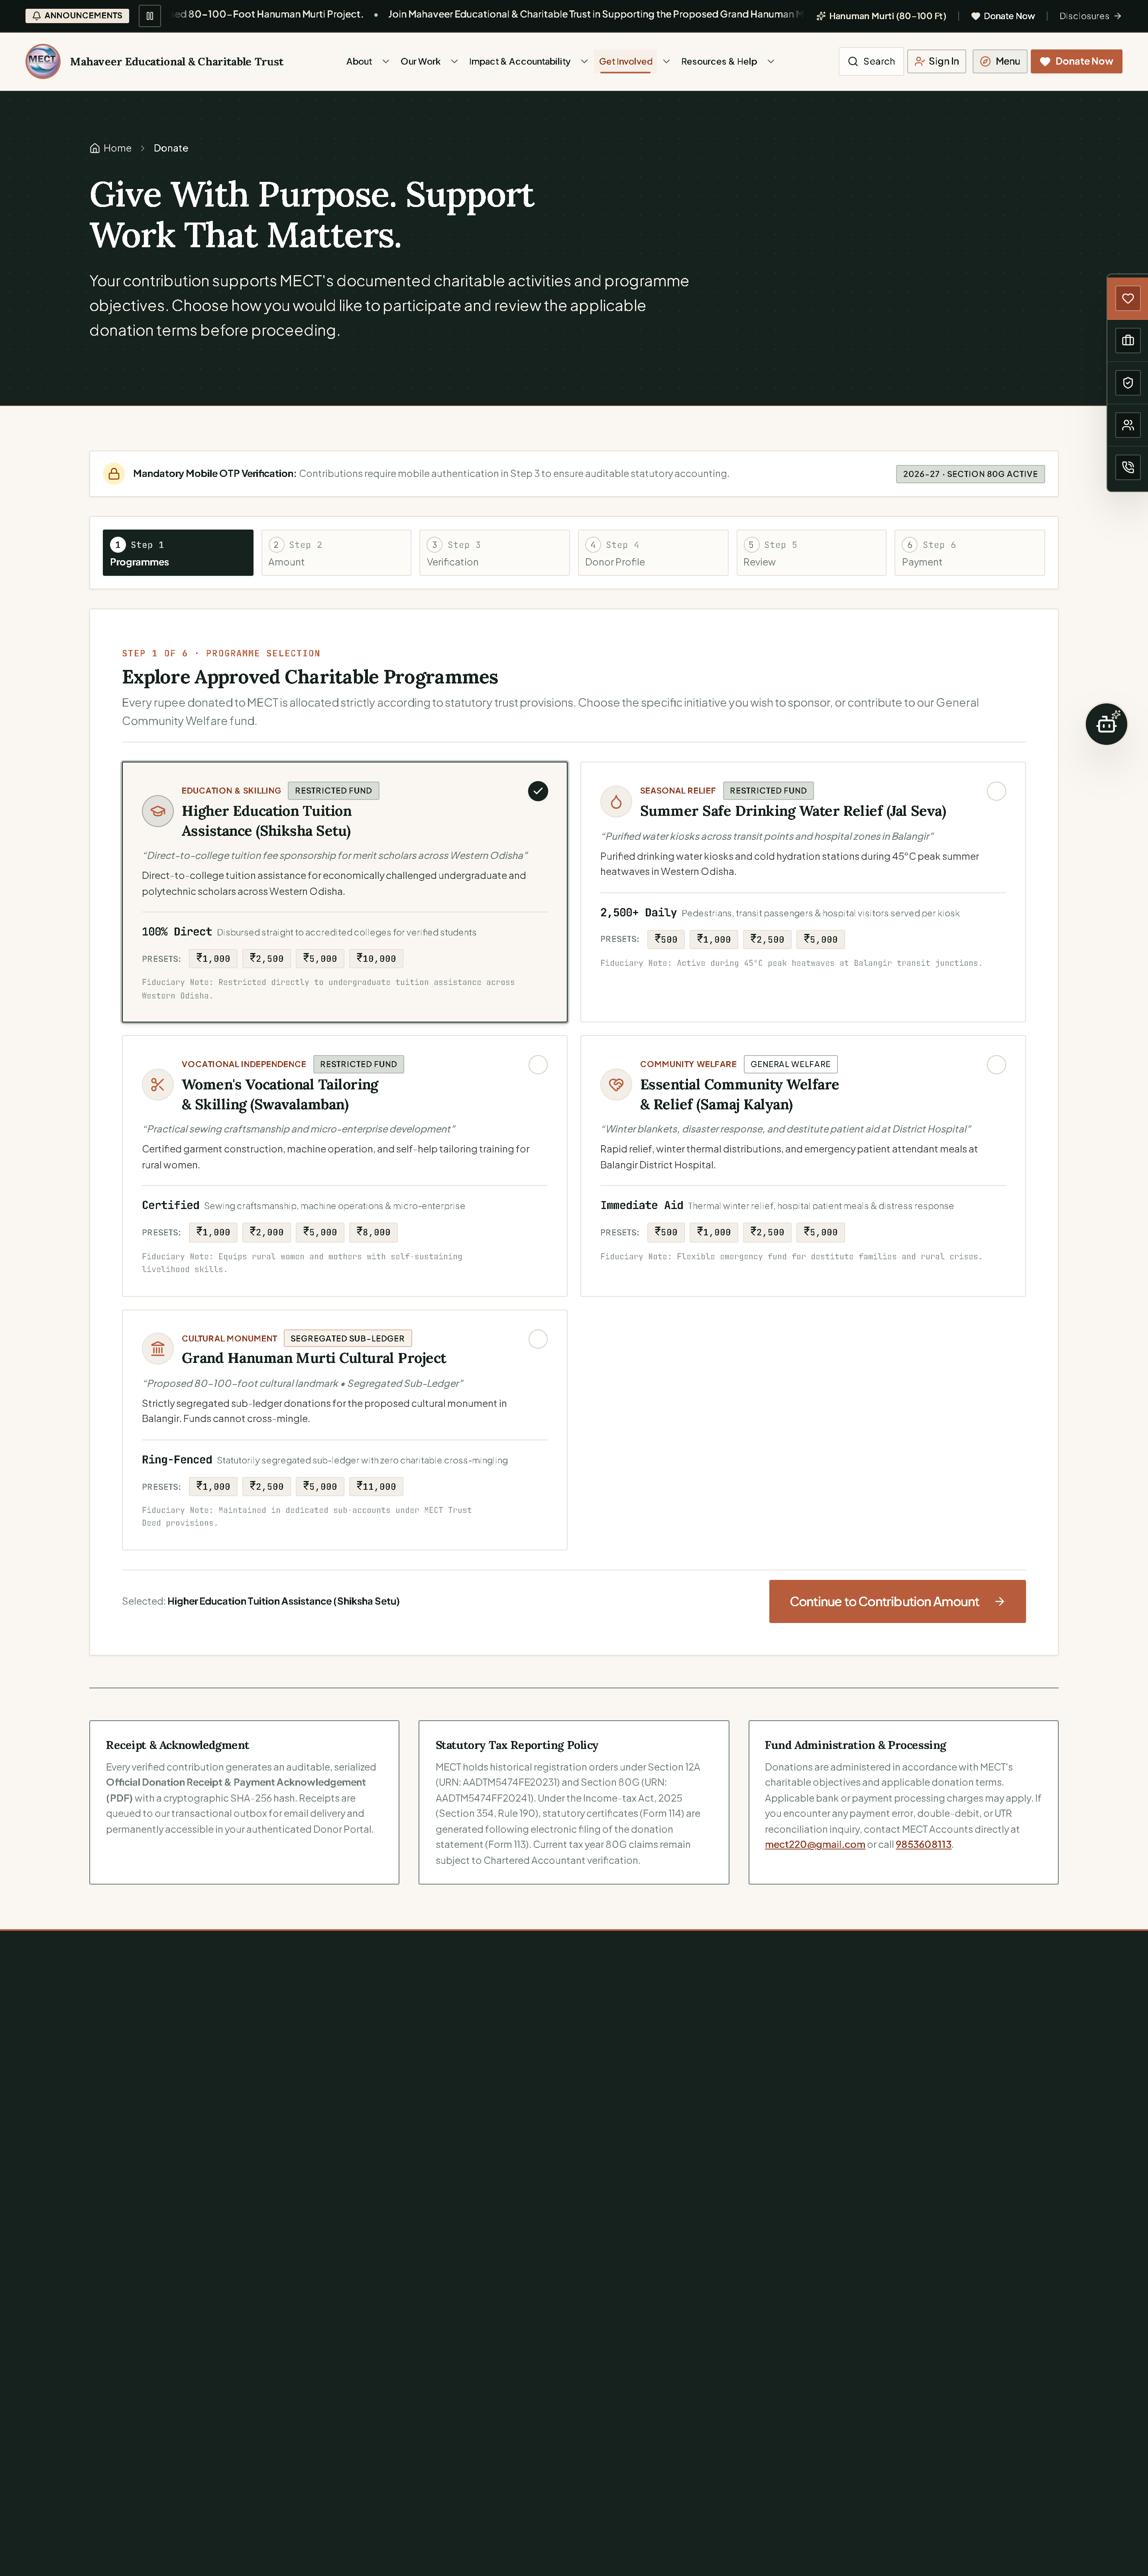 ANNOUNCEMENTS
80–100–Foot Hanuman Murti Project. • Join Mahaveer Educational & Charitable Trust in Supporting the Proposed Grand Hanuman
Hanuman Murti (80–100 Ft)
Donate Now
Disclosures →
MECT
Mahaveer Educational & Charitable Trust
About
Our Work
Impact & Accountability
Get Involved
Resources & Help
Search
Sign In
Menu
Donate Now
Home > Donate
Give With Purpose. Support
Work That Matters.
Your contribution supports MECT's documented charitable activities and programme
objectives. Choose how you would like to participate and review the applicable
donation terms before proceeding.
Mandatory Mobile OTP Verification: Contributions require mobile authentication in Step 3 to ensure auditable statutory accounting.
2026-27 · SECTION 80G ACTIVE
1 Step 1
Programmes
2 Step 2
Amount
3 Step 3
Verification
4 Step 4
Donor Profile
5 Step 5
Review
6 Step 6
Payment
STEP 1 OF 6 · PROGRAMME SELECTION
Explore Approved Charitable Programmes
Every rupee donated to MECT is allocated strictly according to statutory trust provisions. Choose the specific initiative you wish to sponsor, or contribute to our General
Community Welfare fund.
EDUCATION & SKILLING RESTRICTED FUND
Higher Education Tuition
Assistance (Shiksha Setu)
“Direct-to-college tuition fee sponsorship for merit scholars across Western Odisha”
Direct-to-college tuition assistance for economically challenged undergraduate and
polytechnic scholars across Western Odisha.
100% Direct Disbursed straight to accredited colleges for verified students
PRESETS: ₹1,000 ₹2,500 ₹5,000 ₹10,000
Fiduciary Note: Restricted directly to undergraduate tuition assistance across
Western Odisha.
SEASONAL RELIEF RESTRICTED FUND
Summer Safe Drinking Water Relief (Jal Seva)
“Purified water kiosks across transit points and hospital zones in Balangir”
Purified drinking water kiosks and cold hydration stations during 45°C peak summer
heatwaves in Western Odisha.
2,500+ Daily Pedestrians, transit passengers & hospital visitors served per kiosk
PRESETS: ₹500 ₹1,000 ₹2,500 ₹5,000
Fiduciary Note: Active during 45°C peak heatwaves at Balangir transit junctions.
VOCATIONAL INDEPENDENCE RESTRICTED FUND
Women's Vocational Tailoring
& Skilling (Swavalamban)
“Practical sewing craftsmanship and micro-enterprise development”
Certified garment construction, machine operation, and self-help tailoring training for
rural women.
Certified Sewing craftsmanship, machine operations & micro-enterprise
PRESETS: ₹1,000 ₹2,000 ₹5,000 ₹8,000
Fiduciary Note: Equips rural women and mothers with self-sustaining
livelihood skills.
COMMUNITY WELFARE GENERAL WELFARE
Essential Community Welfare
& Relief (Samaj Kalyan)
“Winter blankets, disaster response, and destitute patient aid at District Hospital”
Rapid relief, winter thermal distributions, and emergency patient attendant meals at
Balangir District Hospital.
Immediate Aid Thermal winter relief, hospital patient meals & distress response
PRESETS: ₹500 ₹1,000 ₹2,500 ₹5,000
Fiduciary Note: Flexible emergency fund for destitute families and rural crises.
CULTURAL MONUMENT SEGREGATED SUB-LEDGER
Grand Hanuman Murti Cultural Project
“Proposed 80–100–foot cultural landmark • Segregated Sub-Ledger”
Strictly segregated sub-ledger donations for the proposed cultural monument in
Balangir. Funds cannot cross-mingle.
Ring-Fenced Statutorily segregated sub-ledger with zero charitable cross-mingling
PRESETS: ₹1,000 ₹2,500 ₹5,000 ₹11,000
Fiduciary Note: Maintained in dedicated sub-accounts under MECT Trust
Deed provisions.
Selected: Higher Education Tuition Assistance (Shiksha Setu)
Continue to Contribution Amount →
Receipt & Acknowledgment
Every verified contribution generates an auditable, serialized
Official Donation Receipt & Payment Acknowledgement
(PDF) with a cryptographic SHA-256 hash. Receipts are
queued to our transactional outbox for email delivery and
permanently accessible in your authenticated Donor Portal.
Statutory Tax Reporting Policy
MECT holds historical registration orders under Section 12A
(URN: AADTM5474FE20231) and Section 80G (URN:
AADTM5474FF20241). Under the Income-tax Act, 2025
(Section 354, Rule 190), statutory certificates (Form 114) are
generated following electronic filing of the donation
statement (Form 113). Current tax year 80G claims remain
subject to Chartered Accountant verification.
Fund Administration & Processing
Donations are administered in accordance with MECT's
charitable objectives and applicable donation terms.
Applicable bank or payment processing charges may apply. If
you encounter any payment error, double-debit, or UTR
reconciliation inquiry, contact MECT Accounts directly at
mect220@gmail.com or call 9853608113.